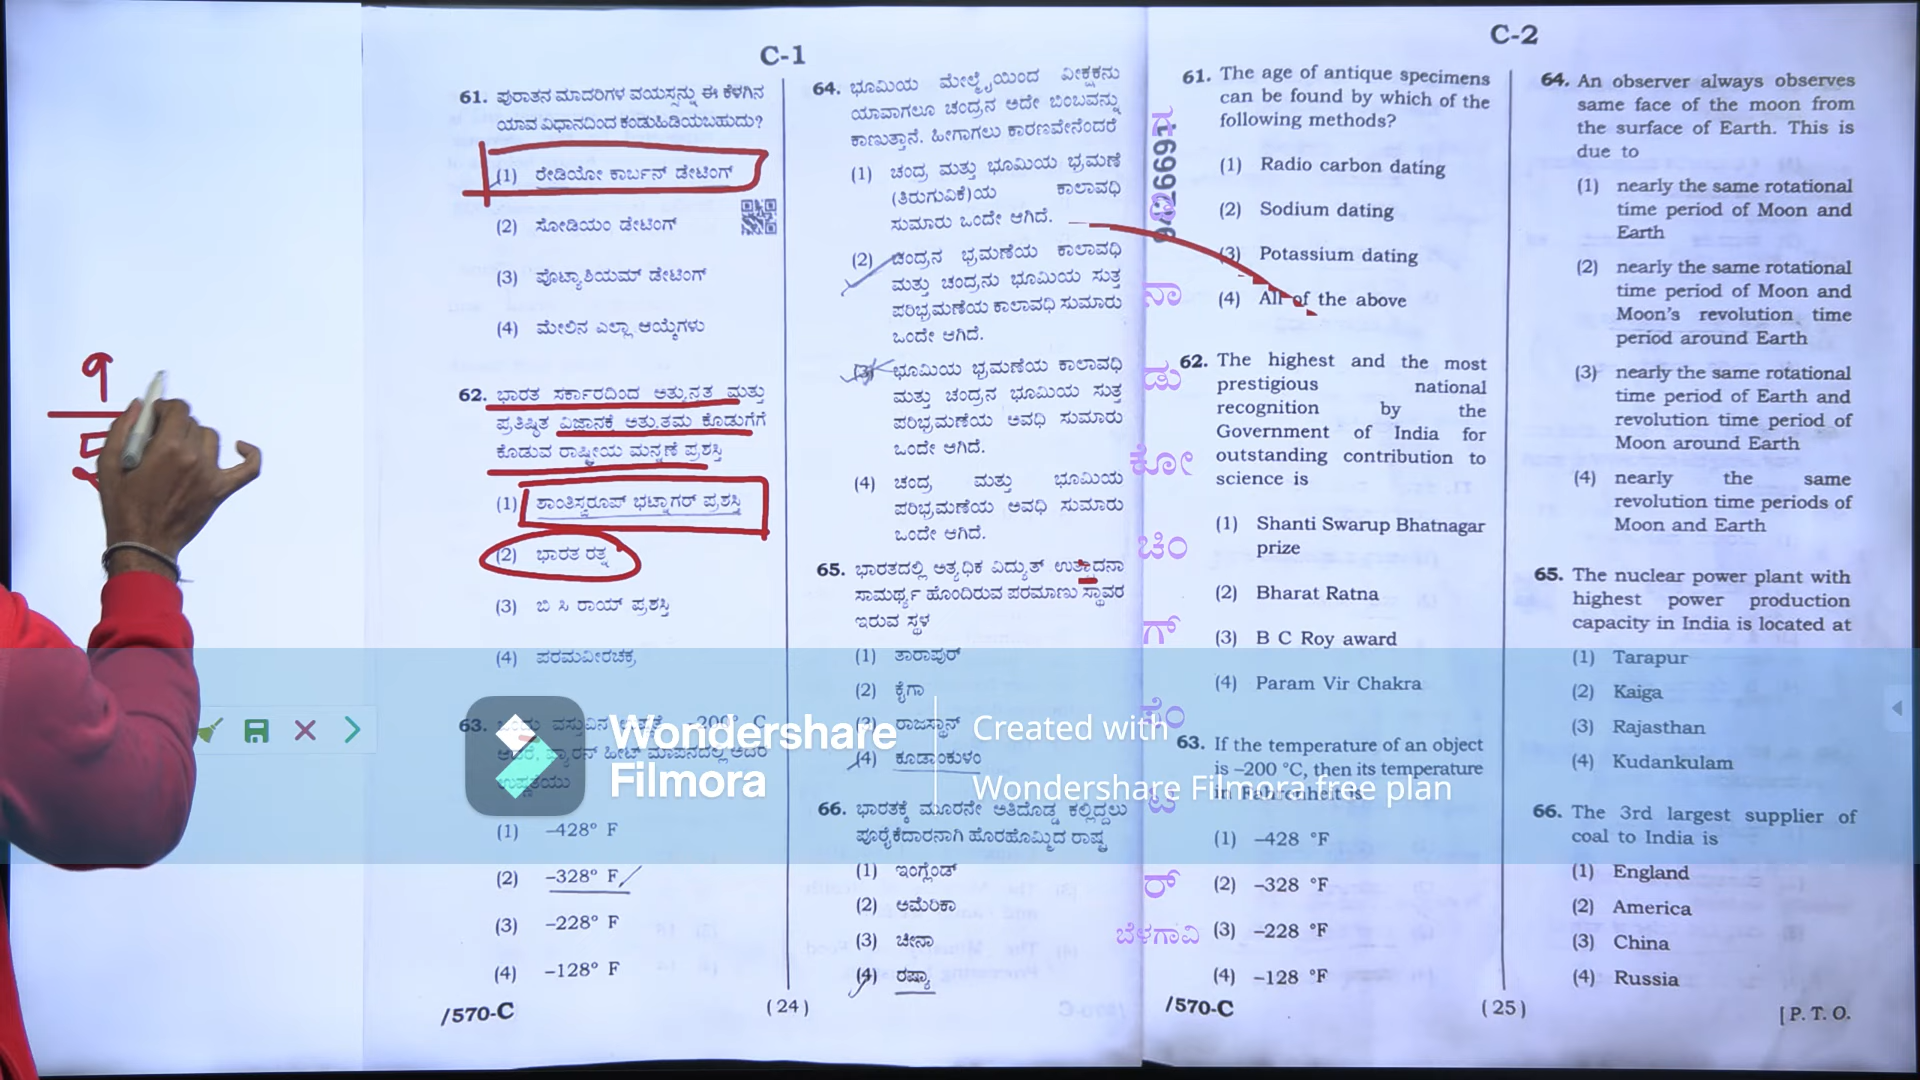 C-1
61. ಪುರಾತನ ಮಾದರಿಗಳ ವಯಸ್ಸನ್ನು ಈ ಕೆಳಗಿನ
ಯಾವ ವಿಧಾನದಿಂದ ಕಂಡುಹಿಡಿಯಬಹುದು?
(1) ರೇಡಿಯೋ ಕಾರ್ಬನ್ ಡೇಟಿಂಗ್
(2) ಸೋಡಿಯಂ ಡೇಟಿಂಗ್
(3) ಪೊಟ್ಯಾಶಿಯಮ್ ಡೇಟಿಂಗ್
(4) ಮೇಲಿನ ಎಲ್ಲಾ ಆಯ್ಕೆಗಳು
62. ಭಾರತ ಸರ್ಕಾರದಿಂದ ಅತ್ಯುನ್ನತ ಮತ್ತು
ಪ್ರತಿಷ್ಠಿತ ವಿಜ್ಞಾನಕ್ಕೆ ಅತ್ಯುತ್ತಮ ಕೊಡುಗೆಗೆ
ಕೊಡುವ ರಾಷ್ಟ್ರೀಯ ಮನ್ನಣೆ ಪ್ರಶಸ್ತಿ
(1) ಶಾಂತಿಸ್ವರೂಪ್ ಭಟ್ನಾಗರ್ ಪ್ರಶಸ್ತಿ
(2) ಭಾರತ ರತ್ನ
(3) ಬಿ ಸಿ ರಾಯ್ ಪ್ರಶಸ್ತಿ
(4) ಪರಮವೀರಚಕ್ರ
63. ವಸ್ತುವಿನ –200° C
(1) –428° F
(2) –328° F
(3) –228° F
(4) –128° F
/570-C
(24)
64. ಭೂಮಿಯ ಮೇಲ್ಮೈಯಿಂದ ವೀಕ್ಷಕನು
ಯಾವಾಗಲೂ ಚಂದ್ರನ ಅದೇ ಬಿಂಬವನ್ನು
ಕಾಣುತ್ತಾನೆ. ಹೀಗಾಗಲು ಕಾರಣವೇನೆಂದರೆ
(1) ಚಂದ್ರ ಮತ್ತು ಭೂಮಿಯ ಭ್ರಮಣೆ
(ತಿರುಗುವಿಕೆ)ಯ ಕಾಲಾವಧಿ
ಸುಮಾರು ಒಂದೇ ಆಗಿದೆ.
(2) ಚಂದ್ರನ ಭ್ರಮಣೆಯ ಕಾಲಾವಧಿ
ಮತ್ತು ಚಂದ್ರನು ಭೂಮಿಯ ಸುತ್ತ
ಪರಿಭ್ರಮಣೆಯ ಕಾಲಾವಧಿ ಸುಮಾರು
ಒಂದೇ ಆಗಿದೆ.
(3) ಭೂಮಿಯ ಭ್ರಮಣೆಯ ಕಾಲಾವಧಿ
ಮತ್ತು ಚಂದ್ರನ ಭೂಮಿಯ ಸುತ್ತ
ಪರಿಭ್ರಮಣೆಯ ಅವಧಿ ಸುಮಾರು
ಒಂದೇ ಆಗಿದೆ.
(4) ಚಂದ್ರ ಮತ್ತು ಭೂಮಿಯ
ಪರಿಭ್ರಮಣೆಯ ಅವಧಿ ಸುಮಾರು
ಒಂದೇ ಆಗಿದೆ.
65. ಭಾರತದಲ್ಲಿ ಅತ್ಯಧಿಕ ವಿದ್ಯುತ್ ಉತ್ಪಾದನಾ
ಸಾಮರ್ಥ್ಯ ಹೊಂದಿರುವ ಪರಮಾಣು ಸ್ಥಾವರ
ಇರುವ ಸ್ಥಳ
(1) ತಾರಾಪುರ್
(2) ಕೈಗಾ
(3) ರಾಜಸ್ಥಾನ್
(4) ಕೂಡಾಂಕುಳಂ
66. ಭಾರತಕ್ಕೆ ಮೂರನೇ ಅತಿದೊಡ್ಡ ಕಲ್ಲಿದ್ದಲು
ಪೂರೈಕೆದಾರನಾಗಿ ಹೊರಹೊಮ್ಮಿದ ರಾಷ್ಟ್ರ
(1) ಇಂಗ್ಲೆಂಡ್
(2) ಅಮೆರಿಕಾ
(3) ಚೀನಾ
(4) ರಷ್ಯಾ
C-2
61. The age of antique specimens
can be found by which of the
following methods?
(1) Radio carbon dating
(2) Sodium dating
(3) Potassium dating
(4) All of the above
62. The highest and the most
prestigious national
recognition by the
Government of India for
outstanding contribution to
science is
(1) Shanti Swarup Bhatnagar
prize
(2) Bharat Ratna
(3) B C Roy award
(4) Param Vir Chakra
63. If the temperature of an object
is –200 °C, then its temperature
in Fahrenheit is
(1) –428 °F
(2) –328 °F
(3) –228 °F
(4) –128 °F
/570-C
(25)
64. An observer always observes
same face of the moon from
the surface of Earth. This is
due to
(1) nearly the same rotational
time period of Moon and
Earth
(2) nearly the same rotational
time period of Moon and
Moon's revolution time
period around Earth
(3) nearly the same rotational
time period of Earth and
revolution time period of
Moon around Earth
(4) nearly the same
revolution time periods of
Moon and Earth
65. The nuclear power plant with
highest power production
capacity in India is located at
(1) Tarapur
(2) Kaiga
(3) Rajasthan
(4) Kudankulam
66. The 3rd largest supplier of
coal to India is
(1) England
(2) America
(3) China
(4) Russia
[ P. T. O.
9
Wondershare
Filmora
Created with
Wondershare Filmora free plan
ಬೆಳಗಾವಿ